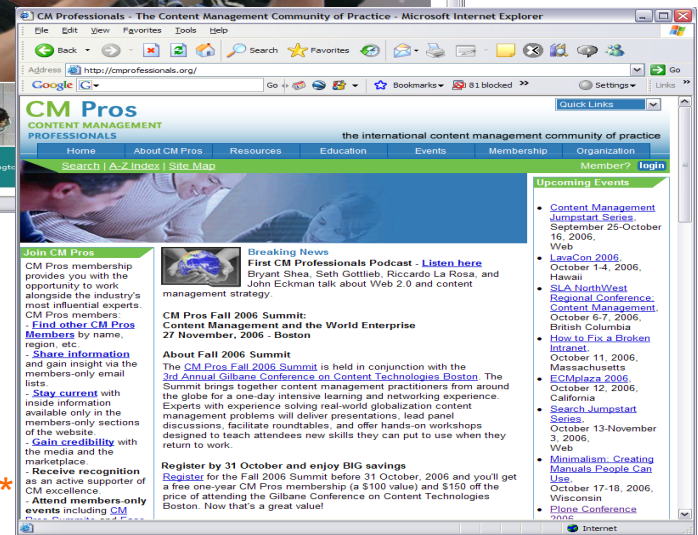 CM Professionals - The Content Management Community of Practice - Microsoft Internet Explorer
File Edit View Favorites Tools Help
Back Search Favorites
Address http://cmprofessionals.org/ Go
Google Go Bookmarks 81 blocked Settings Links
CM Pros
CONTENT MANAGEMENT
PROFESSIONALS
Quick Links
the international content management community of practice
Home About CM Pros Resources Education Events Membership Organization
Search | A-Z Index | Site Map Member? login
Join CM Pros
CM Pros membership
provides you with the
opportunity to work
alongside the industry's
most influential experts.
CM Pros members:
- Find other CM Pros
Members by name,
region, etc.
- Share information
and gain insight via the
members-only email
lists.
- Stay current with
inside information
available only in the
members-only sections
of the website.
- Gain credibility with
the media and the
marketplace.
- Receive recognition
as an active supporter of
CM excellence.
- Attend members-only
events including CM
Breaking News
First CM Professionals Podcast - Listen here
Bryant Shea, Seth Gottlieb, Riccardo La Rosa, and
John Eckman talk about Web 2.0 and content
management strategy.
CM Pros Fall 2006 Summit:
Content Management and the World Enterprise
27 November, 2006 - Boston
About Fall 2006 Summit
The CM Pros Fall 2006 Summit is held in conjunction with the
3rd Annual Gilbane Conference on Content Technologies Boston. The
Summit brings together content management practitioners from around
the globe for a one-day intensive learning and networking experience.
Experts with experience solving real-world globalization content
management problems will deliver presentations, lead panel
discussions, facilitate roundtables, and offer hands-on workshops
designed to teach attendees new skills they can put to use when they
return to work.
Register by 31 October and enjoy BIG savings
Register for the Fall 2006 Summit before 31 October, 2006 and you'll get
a free one-year CM Pros membership (a $100 value) and $150 off the
price of attending the Gilbane Conference on Content Technologies
Boston. Now that's a great value!
Upcoming Events
Content Management
Jumpstart Series,
September 25-October
16, 2006,
Web
LavaCon 2006,
October 1-4, 2006,
Hawaii
SLA NorthWest
Regional Conference:
Content Management,
October 6-7, 2006,
British Columbia
How to Fix a Broken
Intranet,
October 11, 2006,
Massachusetts
ECMplaza 2006,
October 12, 2006,
California
Search Jumpstart
Series,
October 13-November
3, 2006,
Web
Minimalism: Creating
Manuals People Can
Use,
October 17-18, 2006,
Wisconsin
Plone Conference
2006
*
Internet